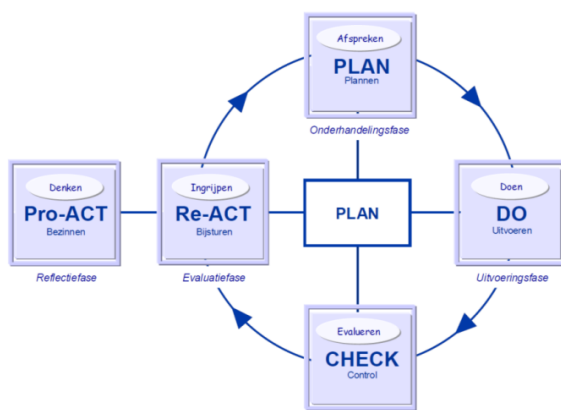 Afspreken
PLAN
Plannen
Onderhandelingsfase
Denken
Pro-ACT
Bezinnen
Reflectiefase
Ingrijpen
Re-ACT
Bijsturen
Evaluatiefase
PLAN
Doen
DO
Uitvoeren
Uitvoeringsfase
Evalueren
CHECK
Control